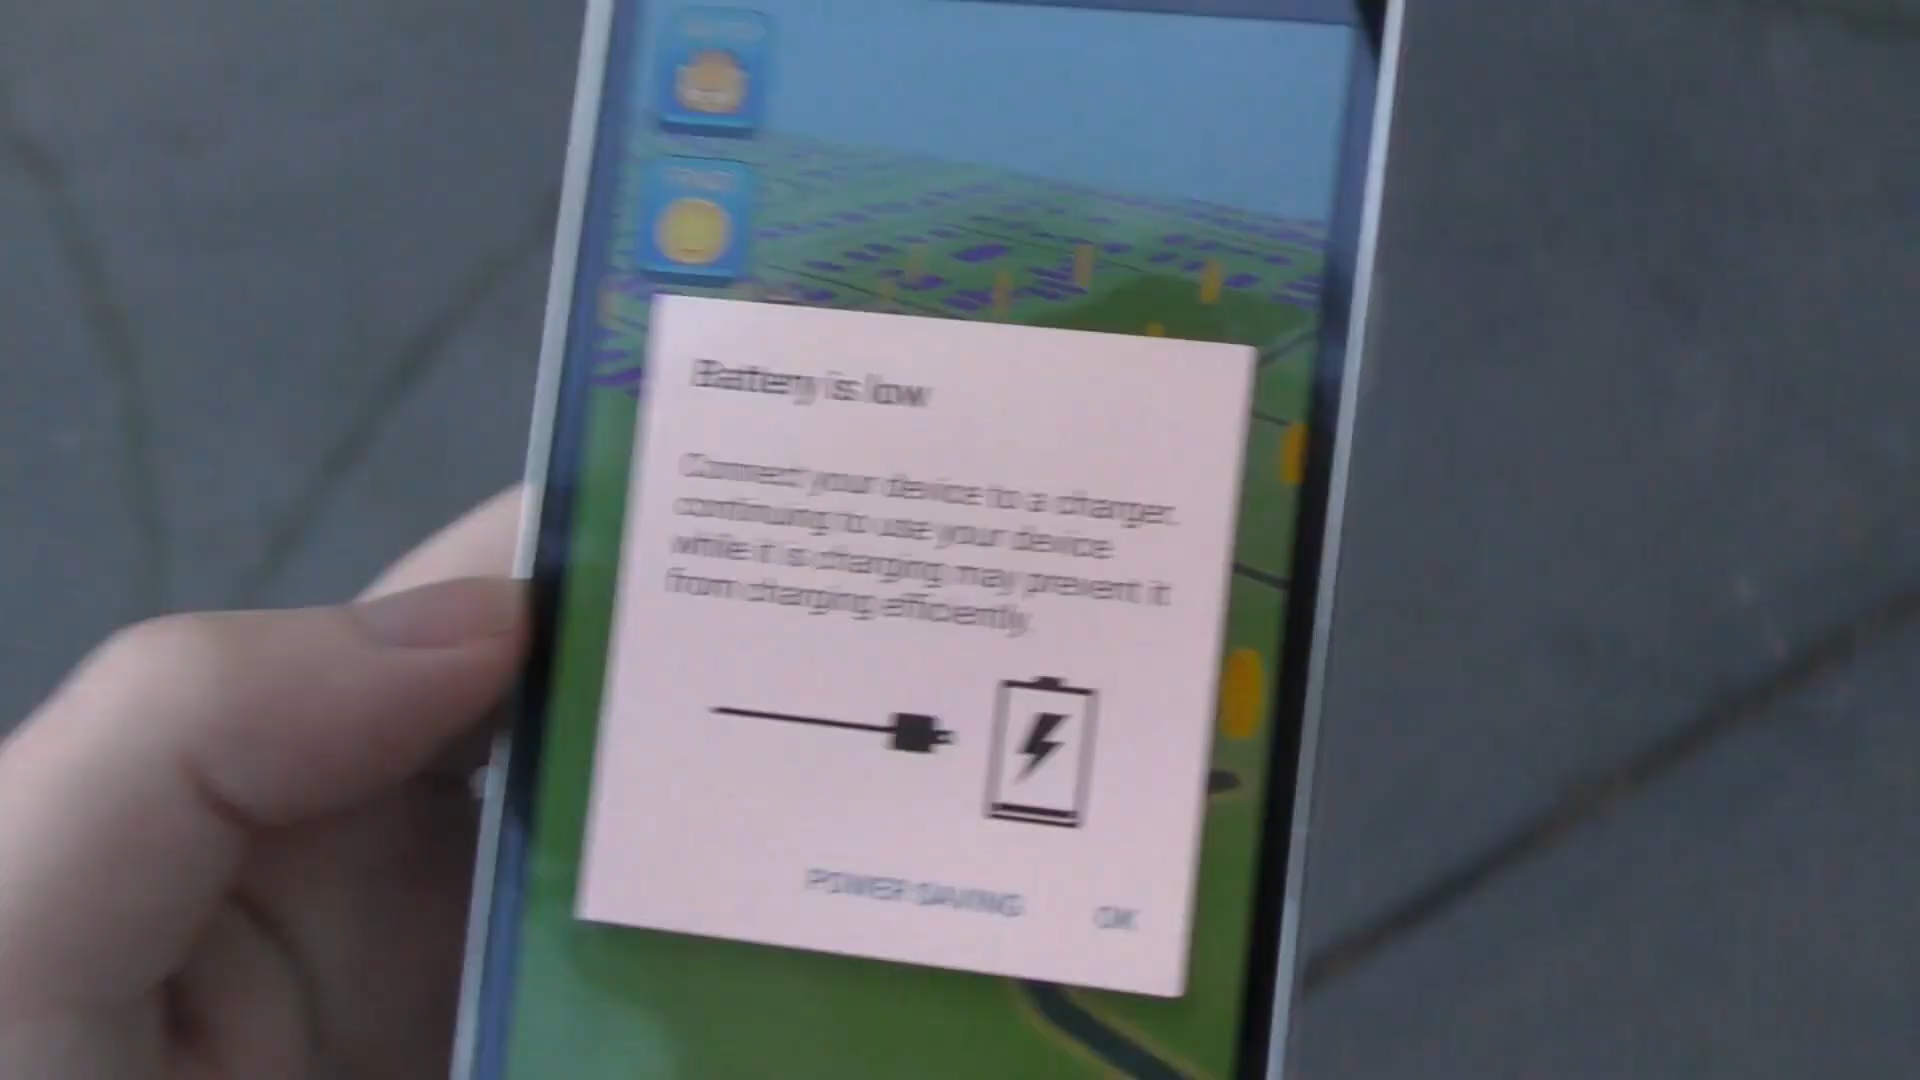 Battery is low
Connect your device to a charger.
continuing to use your device
while it is charging may prevent it
from charging efficiently.
POWER SAVING
OK